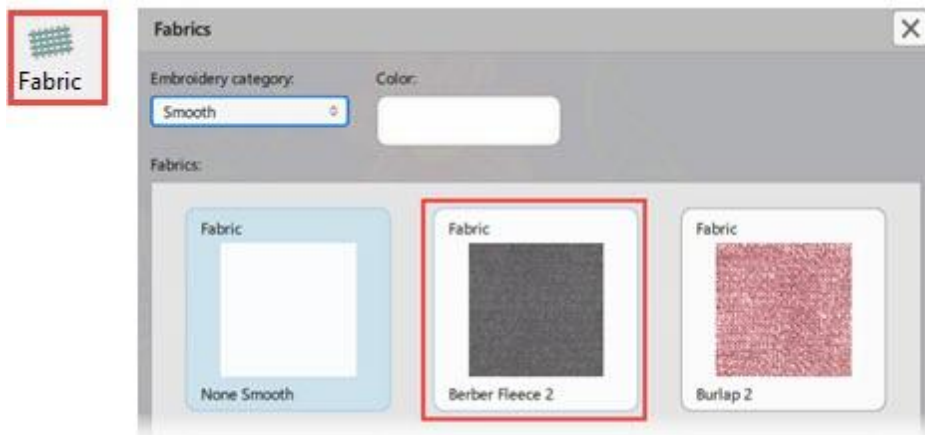 Fabric
Fabrics
Embroidery category:
Color:
Smooth
Fabrics:
Fabric
None Smooth
Fabric
Berber Fleece 2
Fabric
Burlap 2